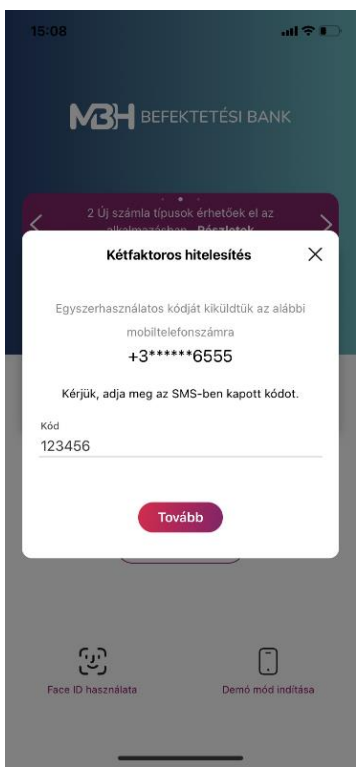 15:08
MBH BEFEKTETÉSI BANK
2 Új számla típusok érhetőek el az
alkalmazásban Részletek
Kétfaktoros hitelesítés
Egyszerhasználatos kódját kiküldtük az alábbi
mobiltelefonszámra
+3******6555
Kérjük, adja meg az SMS-ben kapott kódot.
Kód
123456
Tovább
Face ID használata
Demó mód indítása